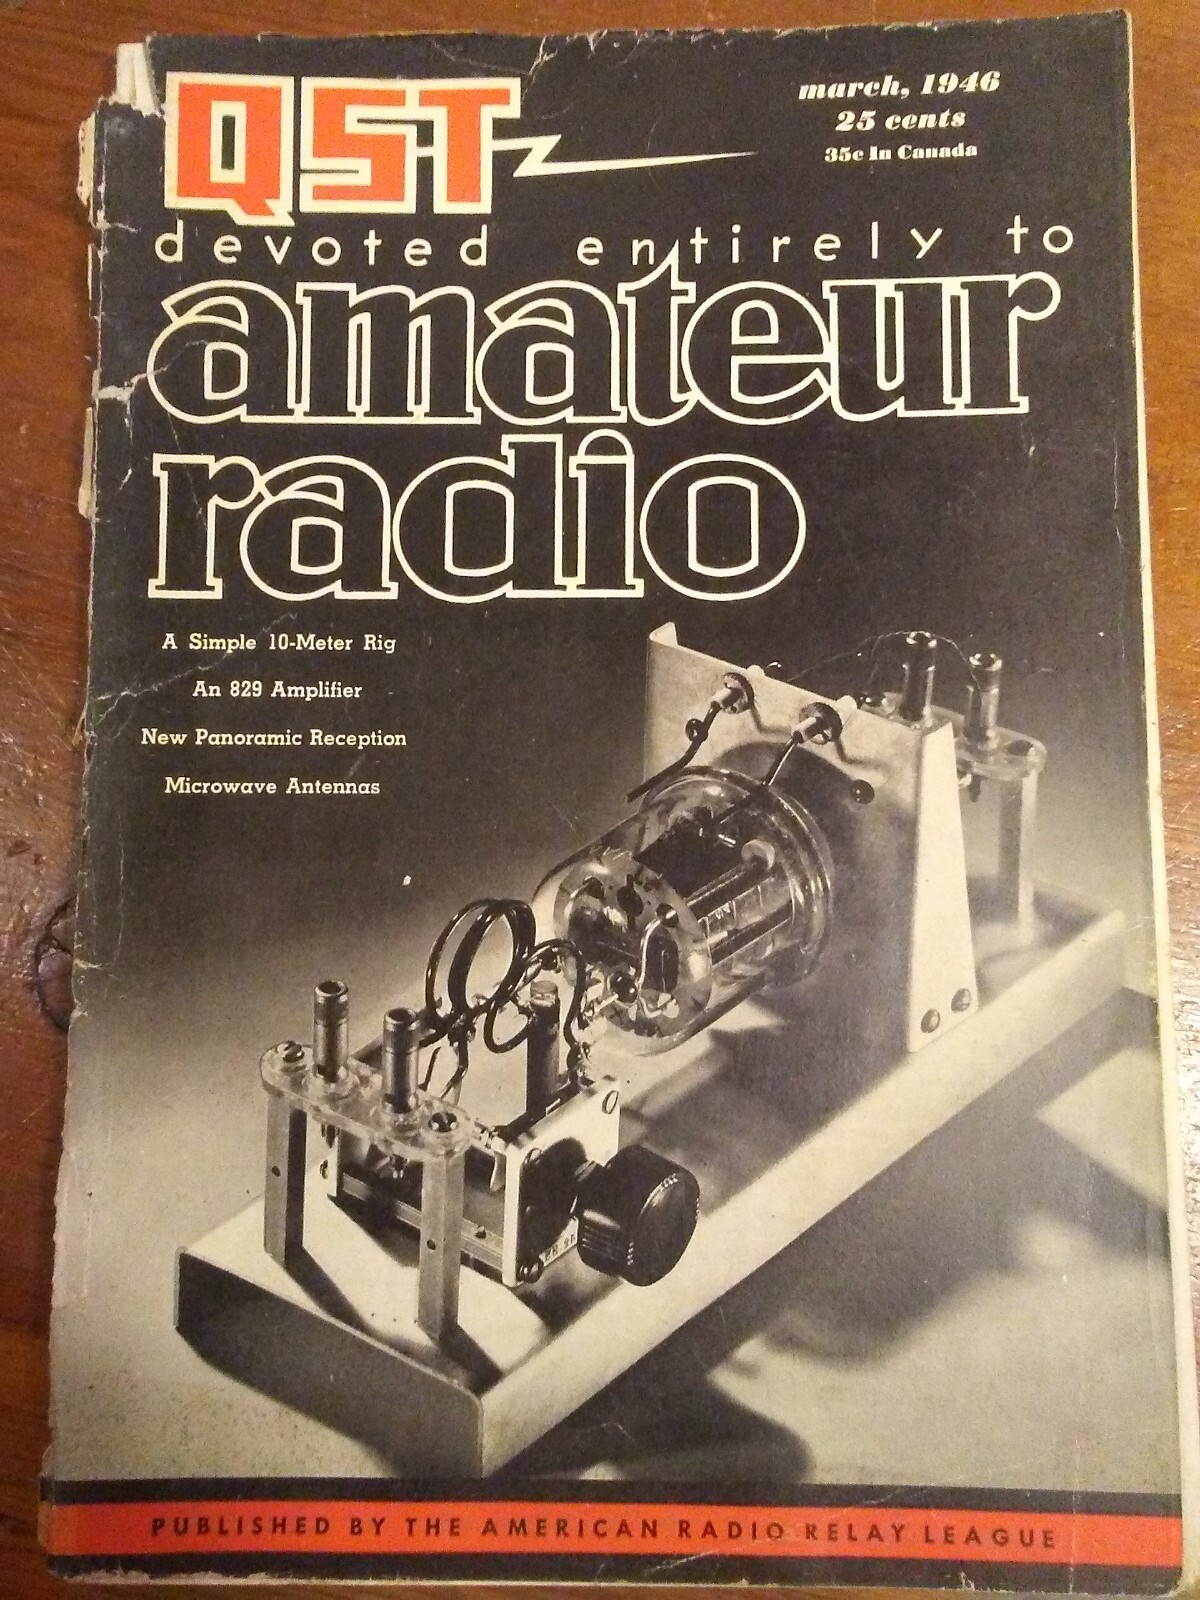 QST
march, 1946
25 cents
35c In Canada
devoted entirely to
amateur
radio
A Simple 10-Meter Rig
An 829 Amplifier
New Panoramic Reception
Microwave Antennas
PUBLISHED BY THE AMERICAN RADIO RELAY LEAGUE